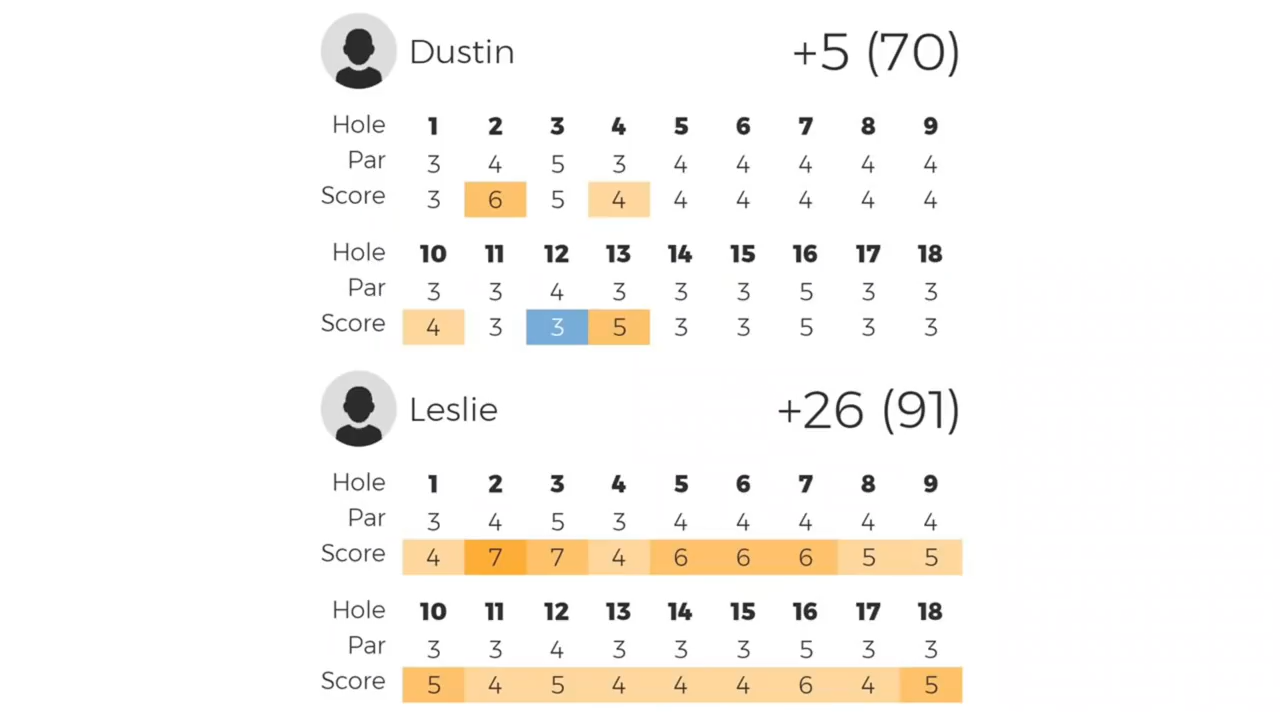 Dustin +5 (70)
Hole 1 2 3 4 5 6 7 8 9
Par 3 4 5 3 4 4 4 4 4
Score 3 6 5 4 4 4 4 4 4
Hole 10 11 12 13 14 15 16 17 18
Par 3 3 4 3 3 3 5 3 3
Score 4 3 3 5 3 3 5 3 3
Leslie +26 (91)
Hole 1 2 3 4 5 6 7 8 9
Par 3 4 5 3 4 4 4 4 4
Score 4 7 7 4 6 6 6 5 5
Hole 10 11 12 13 14 15 16 17 18
Par 3 3 4 3 3 3 5 3 3
Score 5 4 5 4 4 4 6 4 5